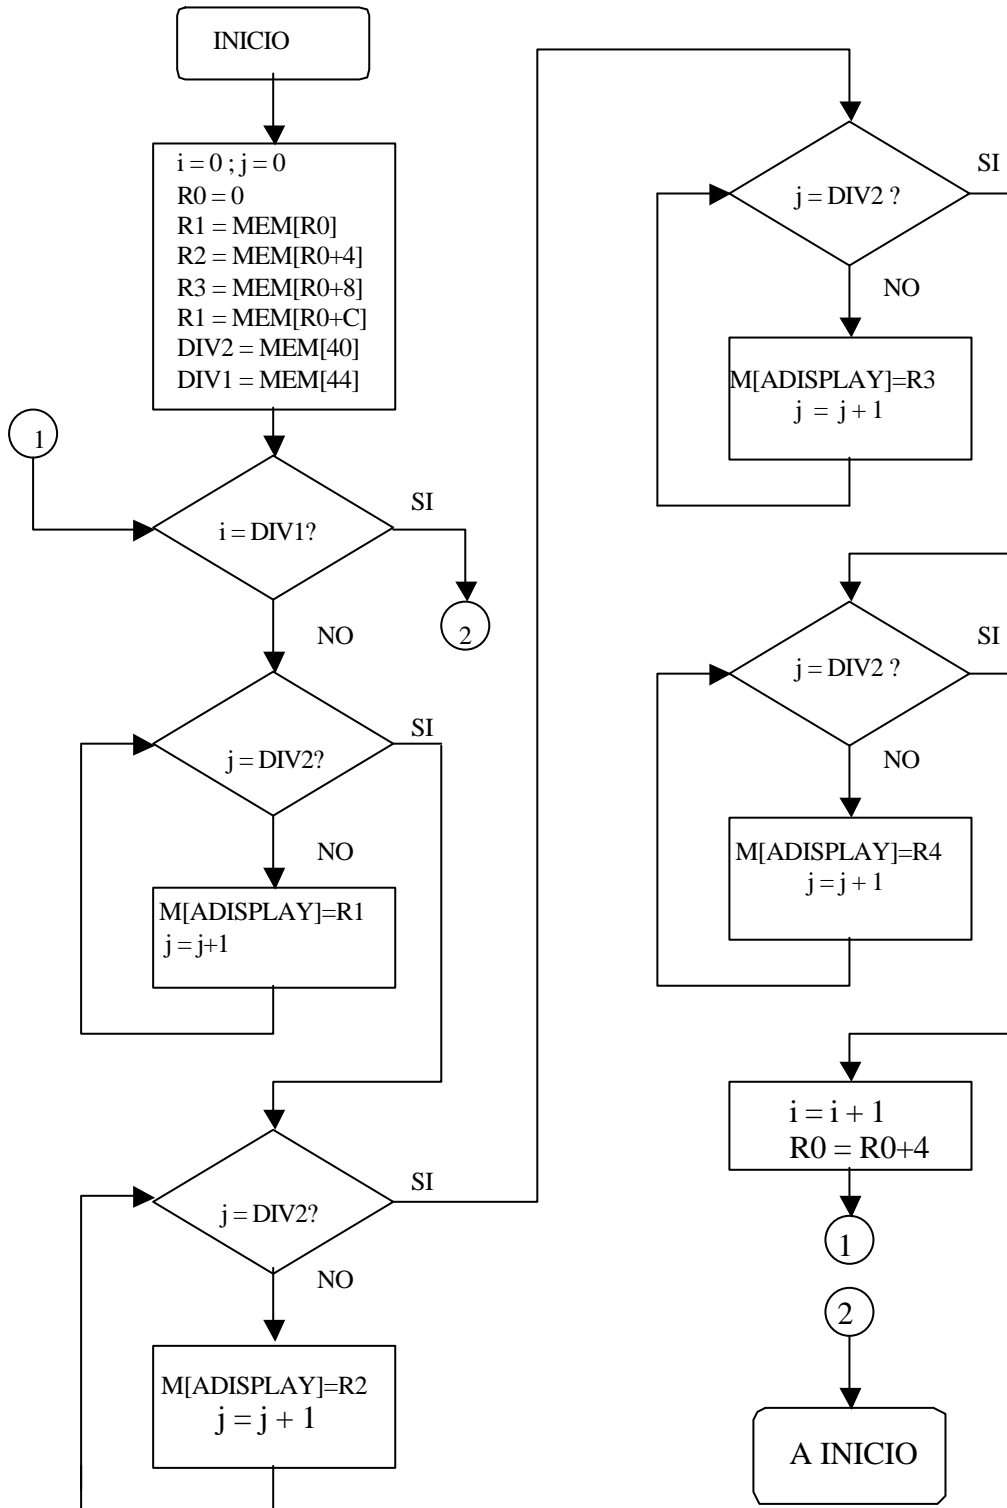 INICIO
i = 0 ; j = 0
R0 = 0
R1 = MEM[R0]
R2 = MEM[R0+4]
R3 = MEM[R0+8]
R1 = MEM[R0+C]
DIV2 = MEM[40]
DIV1 = MEM[44]
1
i = DIV1?
SI
2
NO
j = DIV2?
SI
NO
M[ADISPLAY]=R1
j = j+1
j = DIV2?
SI
NO
M[ADISPLAY]=R2
j = j + 1
j = DIV2 ?
SI
NO
M[ADISPLAY]=R3
j = j + 1
j = DIV2 ?
SI
NO
M[ADISPLAY]=R4
j = j + 1
i = i + 1
R0 = R0+4
1
2
A INICIO